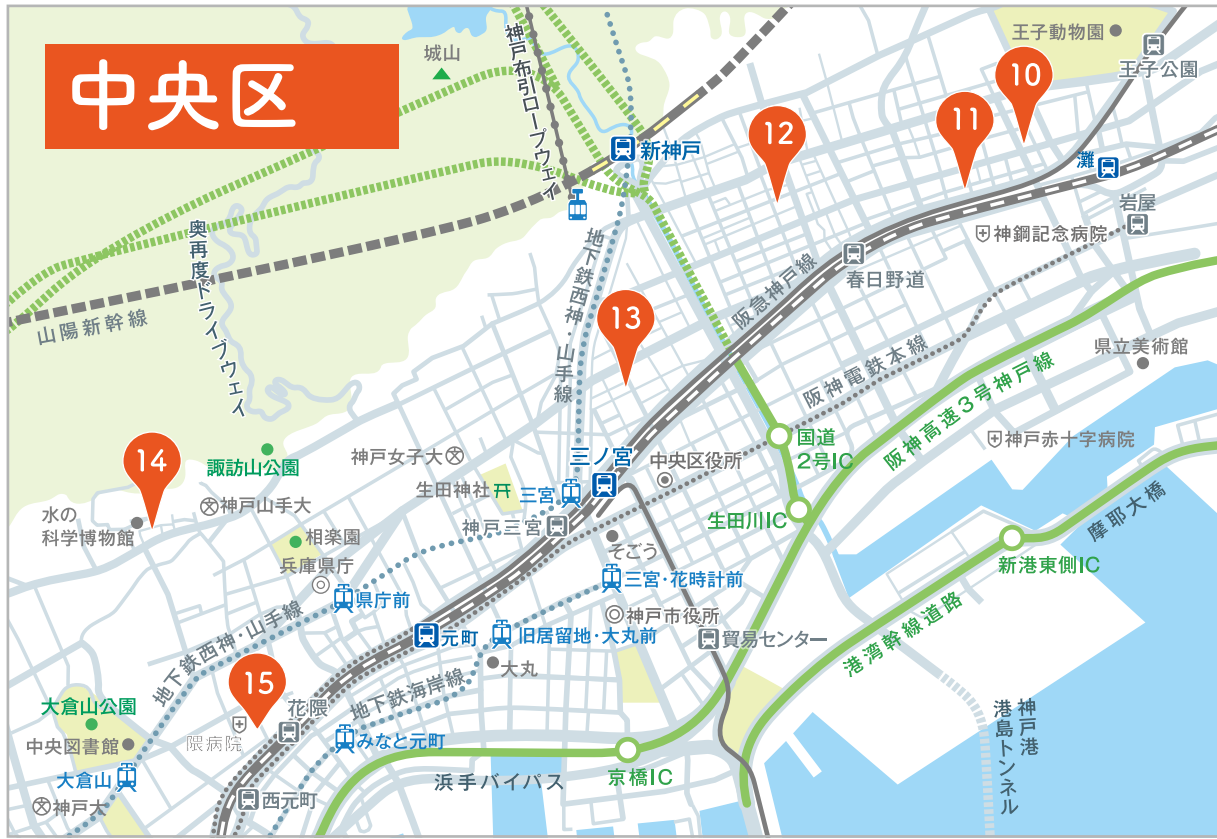 中央区
城山
神戸布引ロープウェイ
王子動物園
王子公園
10
11
12
新神戸
灘
岩屋
神鋼記念病院
春日野道
奥再度ドライブウェイ
山陽新幹線
地下鉄西神・山手線
13
阪急神戸線
阪神電鉄本線
阪神高速3号神戸線
県立美術館
14
諏訪山公園
神戸女子大
三ノ宮
中央区役所
国道
2号IC
神戸赤十字病院
生田神社
三宮
神戸山手大
水の
科学博物館
相楽園
神戸三宮
そごう
生田川IC
摩耶大橋
新港東側IC
兵庫県庁
県庁前
三宮・花時計前
神戸市役所
元町
旧居留地・大丸前
貿易センター
港湾幹線道路
地下鉄西神・山手線
大丸
15
花隈
地下鉄海岸線
大倉山公園
隈病院
中央図書館
みなと元町
大倉山
京橋IC
浜手バイパス
神戸港
港島トンネル
西元町
神戸大